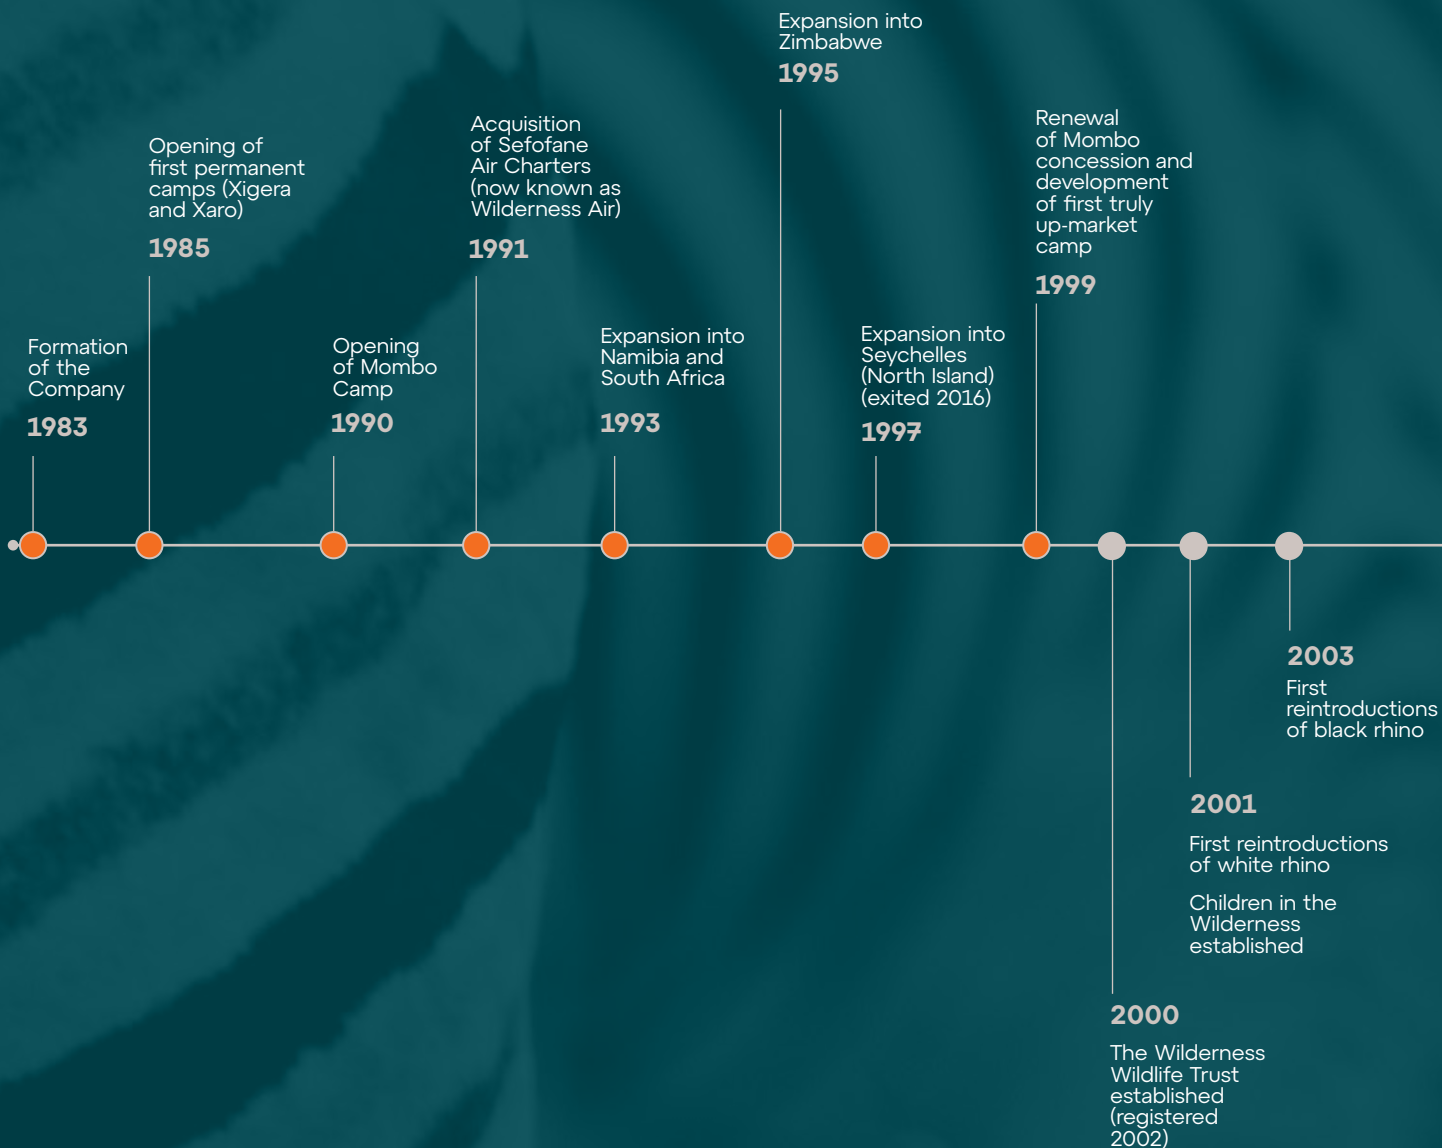 Formation
of the
Company
1983
Opening of
first permanent
camps (Xigera
and Xaro)
1985
Opening
of Mombo
Camp
1990
Acquisition
of Sefofane
Air Charters
(now known as
Wilderness Air)
1991
Expansion into
Namibia and
South Africa
1993
Expansion into
Zimbabwe
1995
Expansion into
Seychelles
(North Island)
(exited 2016)
1997
Renewal
of Mombo
concession and
development
of first truly
up-market
camp
1999
2000
The Wilderness
Wildlife Trust
established
(registered
2002)
2001
First reintroductions
of white rhino
Children in the
Wilderness
established
2003
First
reintroductions
of black rhino